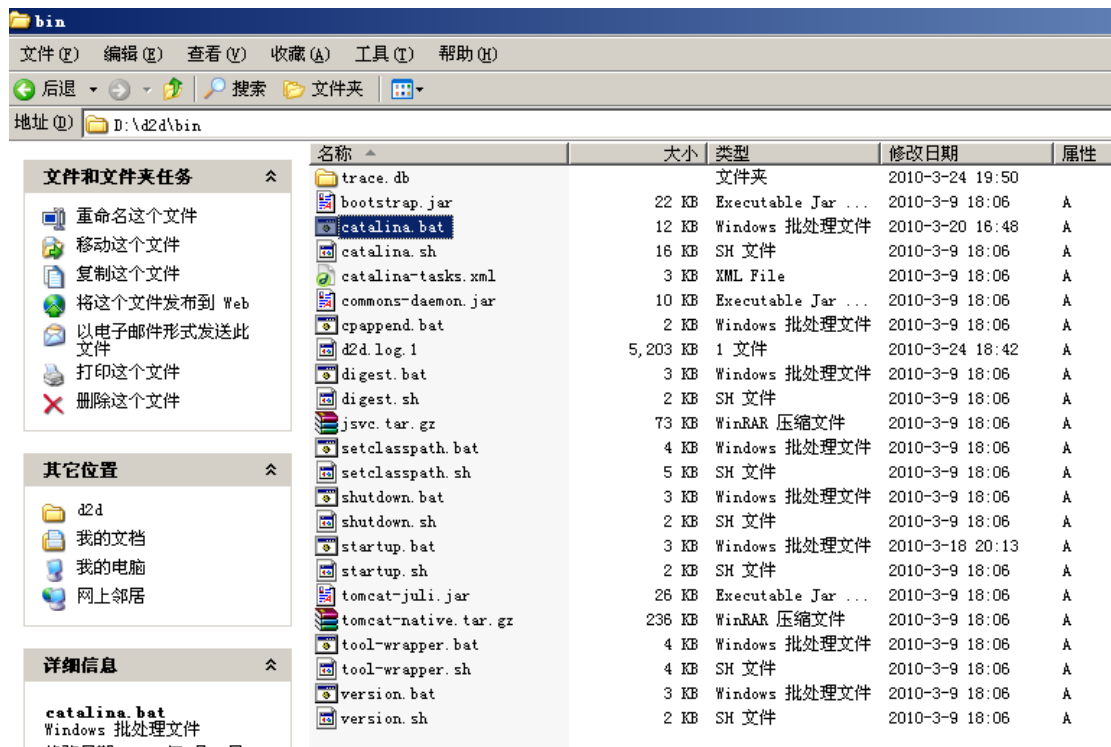 bin
文件(F) 编辑(E) 查看(V) 收藏(A) 工具(T) 帮助(H)
后退 搜索 文件夹
地址(D) D:\d2d\bin
文件和文件夹任务
重命名这个文件
移动这个文件
复制这个文件
将这个文件发布到 Web
以电子邮件形式发送此
文件
打印这个文件
删除这个文件
其它位置
d2d
我的文档
我的电脑
网上邻居
详细信息
catalina.bat
Windows 批处理文件
名称 大小 类型 修改日期 属性
trace.db 文件夹 2010-3-24 19:50
bootstrap.jar 22 KB Executable Jar ... 2010-3-9 18:06 A
catalina.bat 12 KB Windows 批处理文件 2010-3-20 16:48 A
catalina.sh 16 KB SH 文件 2010-3-9 18:06 A
catalina-tasks.xml 3 KB XML File 2010-3-9 18:06 A
commons-daemon.jar 10 KB Executable Jar ... 2010-3-9 18:06 A
cpappend.bat 2 KB Windows 批处理文件 2010-3-9 18:06 A
d2d.log.1 5,203 KB 1 文件 2010-3-24 18:42 A
digest.bat 3 KB Windows 批处理文件 2010-3-9 18:06 A
digest.sh 2 KB SH 文件 2010-3-9 18:06 A
jsvc.tar.gz 73 KB WinRAR 压缩文件 2010-3-9 18:06 A
setclasspath.bat 4 KB Windows 批处理文件 2010-3-9 18:06 A
setclasspath.sh 5 KB SH 文件 2010-3-9 18:06 A
shutdown.bat 3 KB Windows 批处理文件 2010-3-9 18:06 A
shutdown.sh 2 KB SH 文件 2010-3-9 18:06 A
startup.bat 3 KB Windows 批处理文件 2010-3-18 20:13 A
startup.sh 2 KB SH 文件 2010-3-9 18:06 A
tomcat-juli.jar 26 KB Executable Jar ... 2010-3-9 18:06 A
tomcat-native.tar.gz 236 KB WinRAR 压缩文件 2010-3-9 18:06 A
tool-wrapper.bat 4 KB Windows 批处理文件 2010-3-9 18:06 A
tool-wrapper.sh 4 KB SH 文件 2010-3-9 18:06 A
version.bat 3 KB Windows 批处理文件 2010-3-9 18:06 A
version.sh 2 KB SH 文件 2010-3-9 18:06 A